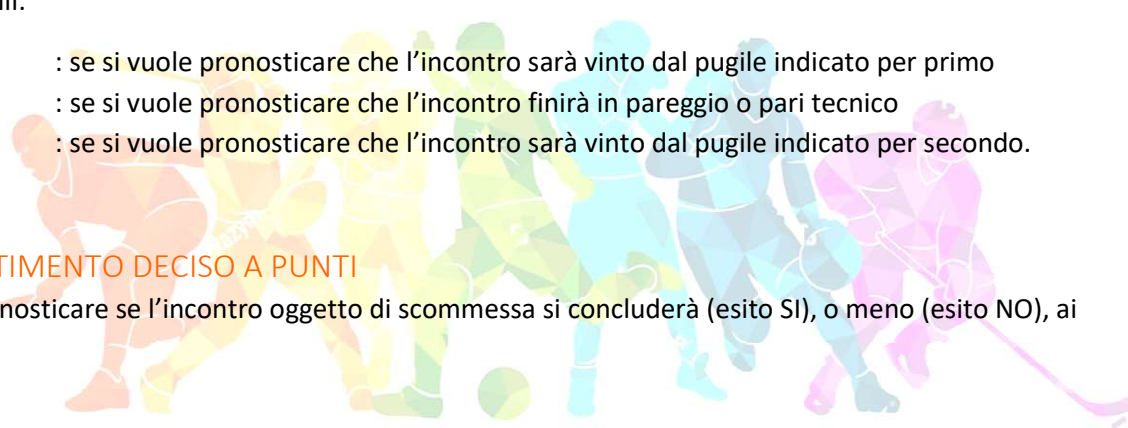 : se si vuole pronosticare che l’incontro sarà vinto dal pugile indicato per primo
: se si vuole pronosticare che l’incontro finirà in pareggio o pari tecnico
: se si vuole pronosticare che l’incontro sarà vinto dal pugile indicato per secondo.
TIMENTO DECISO A PUNTI
nosticare se l’incontro oggetto di scommessa si concluderà (esito SI), o meno (esito NO), ai